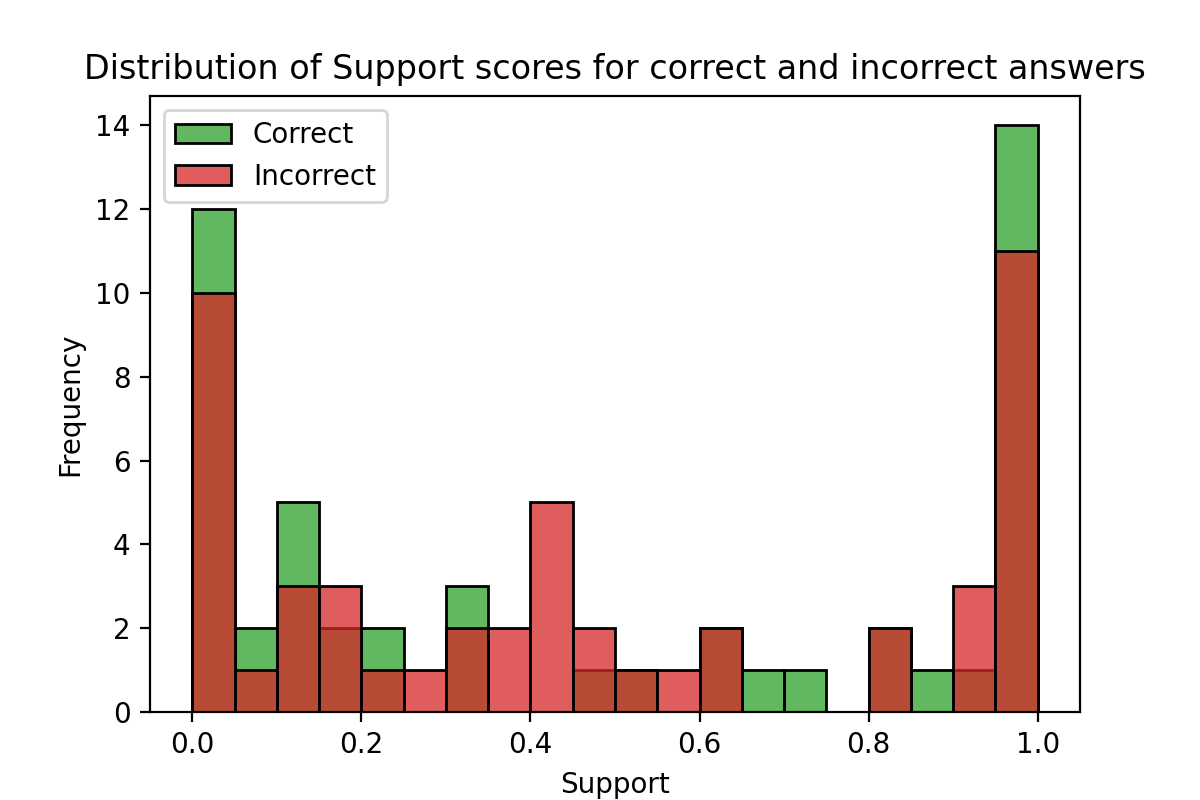 Distribution of Support scores for correct and incorrect answers
Correct
Incorrect
14
12
10
8
6
4
2
0
Frequency
0.0 0.2 0.4 0.6 0.8 1.0
Support